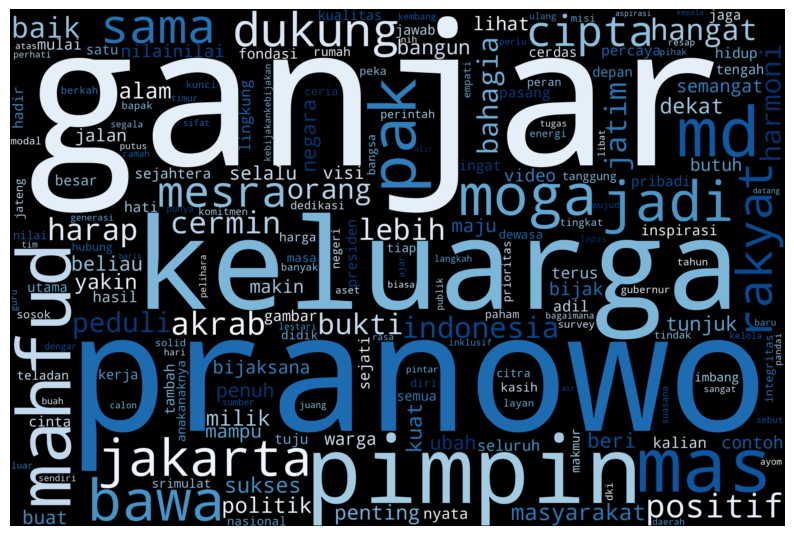 baik
sama
dukung
kualitas
kembang
lihat
ulang
misi
aspirasi
kepala
jaga
atas
mulai
satu
nilainilai
fondasi
rumah
jawab
bangun
jnih
cipta
perlu
pihak
resap
hangat
perhati
percaya
ganjar
hadir
berkah
kunci
alam
bapak
timur
ceria
peka
cerdas
hidup
depan
tengah
empati
peran
pasang
semangat
modal
jalan
segala
putus
sifat
ramah
lingkung
kebijakankebijakan
negara
pak
perintah
bangsa
alir
bahagia
tugas
energi
libat
jatim
dekat
md
harmoni
jateng
besar
sejahtera
selalu
visi
ingat
video
tanggung
butuh
pribadi
hati
mesra
orang
moga
jadi
datang
generasi
punya
komitmen
dedikasi
wujud
nilai
tim
harap
cermin
lebih
maju
dewasa
tingkat
inspirasi
rakyat
hubung
baris
harga
masa
negeri
presiden
tiap
ajar
langkah
prioritas
lapis
tahun
keluarga
utama
beliau
yakin
hasil
pelihara
makin
banyak
aset
biasa
publik
terus
bijak
gubernur
guru
sosok
peduli
akrab
gambar
bukti
indonesia
paham
adil
survey
tunjuk
baru
mahfud
dengar
solid
hari
lestari
didik
rasa
inklusif
bagaimana
tindak
kelola
teladan
bijaksana
sejati
pranowo
kerja
tambah
anakanaknya
penuh
pintar
diri
citra
kasih
imbang
sangat
integritas
pandai
buah
calon
sumber
juang
semua
layan
air
suasana
sebut
cinta
milik
mampu
tuju
kuat
warga
ubah
seluruh
beri
kalian
contoh
luar
jakarta
pimpin
makmur
mas
ayom
sendiri
srimulat
sukses
buat
bawa
politik
nasional
penting
nyata
masyarakat
dki
positif
daerah